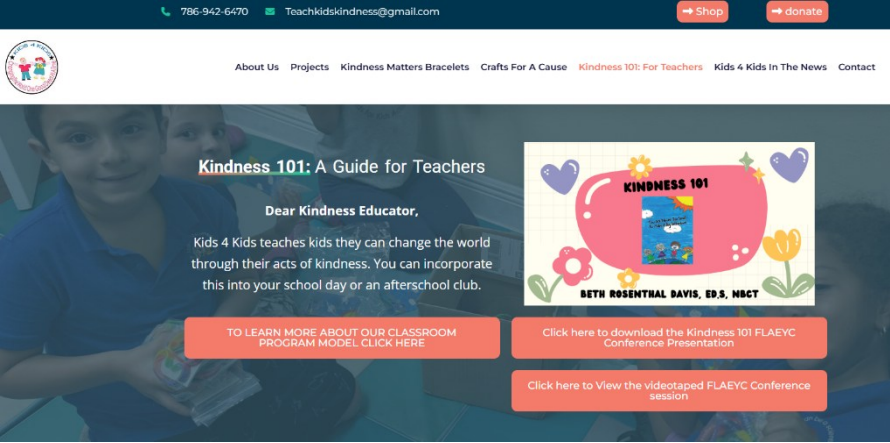 786-942-6470 Teachkidskindness@gmail.com Shop donate
KIDS 4 KIDS
About Us Projects Kindness Matters Bracelets Crafts For A Cause Kindness 101: For Teachers Kids 4 Kids In The News Contact
Kindness 101: A Guide for Teachers
Dear Kindness Educator,
Kids 4 Kids teaches kids they can change the world
through their acts of kindness. You can incorporate
this into your school day or an afterschool club.
KINDNESS 101
BETH ROSENTHAL DAVIS, ED,S, NBCT
TO LEARN MORE ABOUT OUR CLASSROOM
PROGRAM MODEL CLICK HERE
Click here to download the Kindness 101 FLAEYC
Conference Presentation
Click here to View the videotaped FLAEYC Conference
session